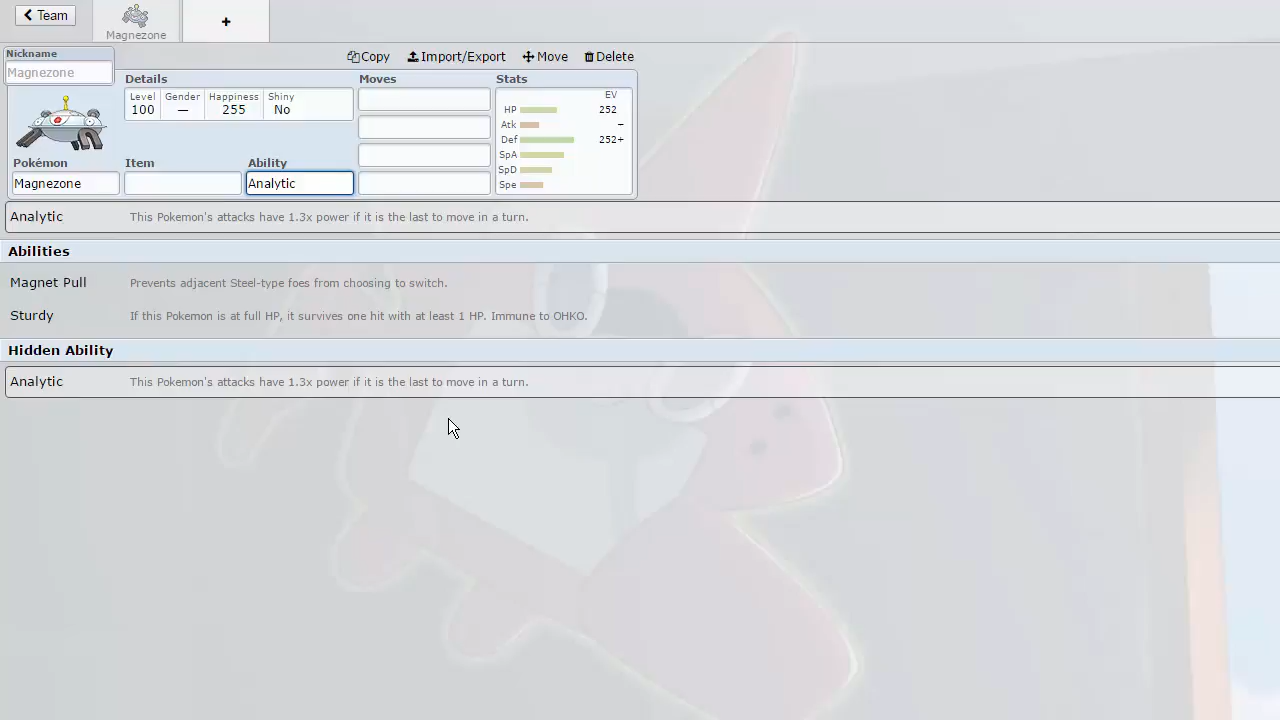 Team
Magnezone
+
Copy Import/Export Move Delete
Nickname
Magnezone
Details
Moves
Stats
Level Gender Happiness Shiny
100 — 255 No
EV
HP 252
Atk –
Def 252+
SpA
SpD
Spe
Pokémon
Item
Ability
Magnezone
Analytic
Analytic This Pokemon's attacks have 1.3x power if it is the last to move in a turn.
Abilities
Magnet Pull Prevents adjacent Steel-type foes from choosing to switch.
Sturdy If this Pokemon is at full HP, it survives one hit with at least 1 HP. Immune to OHKO.
Hidden Ability
Analytic This Pokemon's attacks have 1.3x power if it is the last to move in a turn.